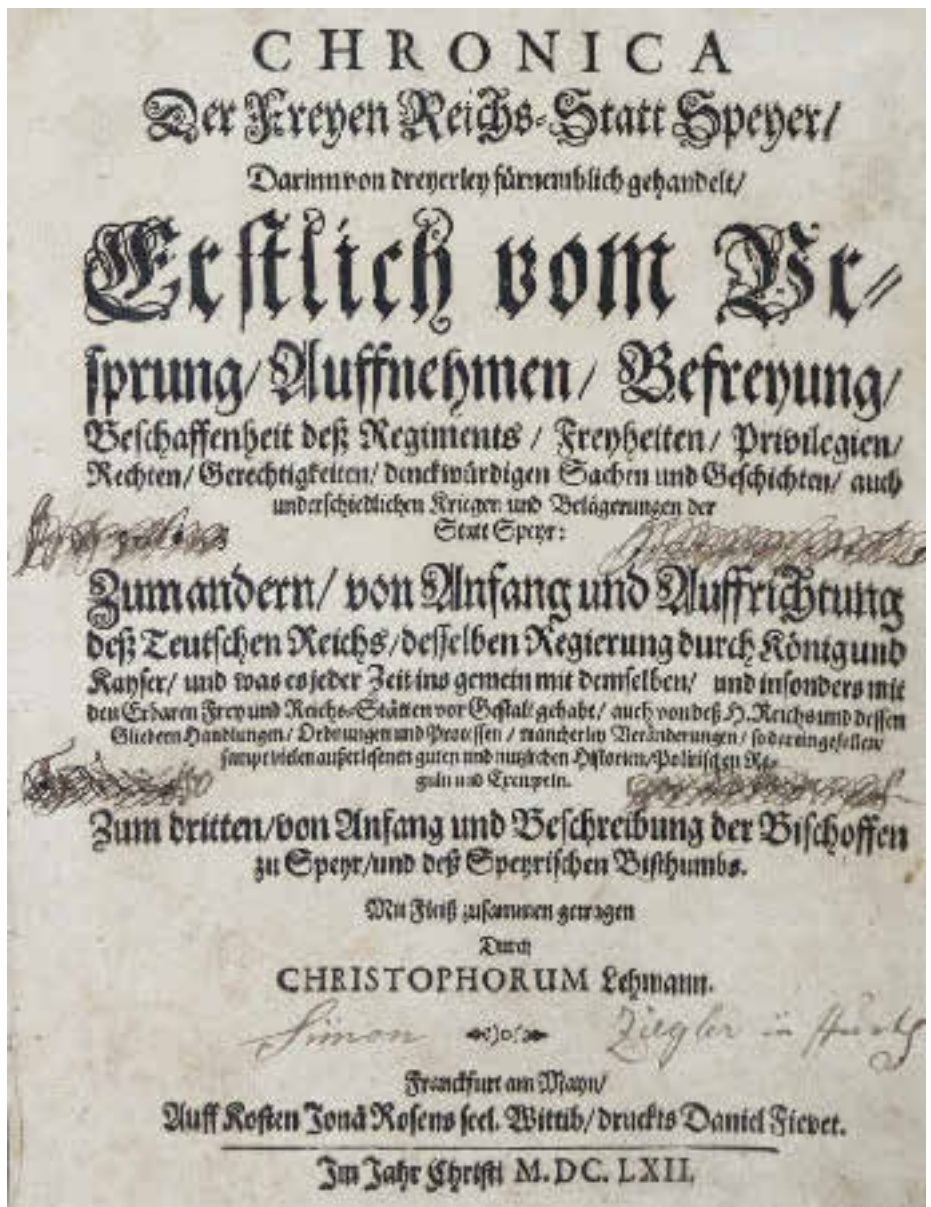 CHRONICA
Der Freyen Reichs-Statt Speyer/
Darinn von dreyerley fürnemblich gehandelt/
Erstlich vom Vr-
sprung/ Auffnehmen/ Befreyung/
Beschaffenheit deß Regiments / Freyheiten/ Privilegien/
Rechten/ Gerechtigkeiten/ denckwürdigen Sachen und Geschichten/ auch
underschiedlichen Kriegen und Belägerungen der
Statt Speyr:
Zum andern/ von Anfang und Auffrichtung
deß Teutschen Reichs/ desselben Regierung durch König und
Kayser/ und was es jeder Zeit ins gemein mit demselben/ und insonders mit
den Erbaren Frey und Reichs-Stätten vor Gestalt gehabt/ auch von deß H. Reichs und dessen
Gliedern Handlungen/ Ordnungen und Processen / mancherley Veränderungen/ so darein gefallen/
sampt vielen außerlesenen guten und nutzlichen Historien/ Politischen Re-
guln und Exempeln.
Zum dritten/ von Anfang und Beschreibung der Bischoffen
zu Speyr/ und deß Speyrischen Bisthumbs.
Mit Fleiß zusammen getragen
Durch
CHRISTOPHORUM Lehmann.
Simon Ziegler in
Franckfurt am Mayn/
Auff Kosten Jonä Rosens seel. Wittib/ druckts Daniel Fievet.
Im Jahr Christi M. DC. LXII.